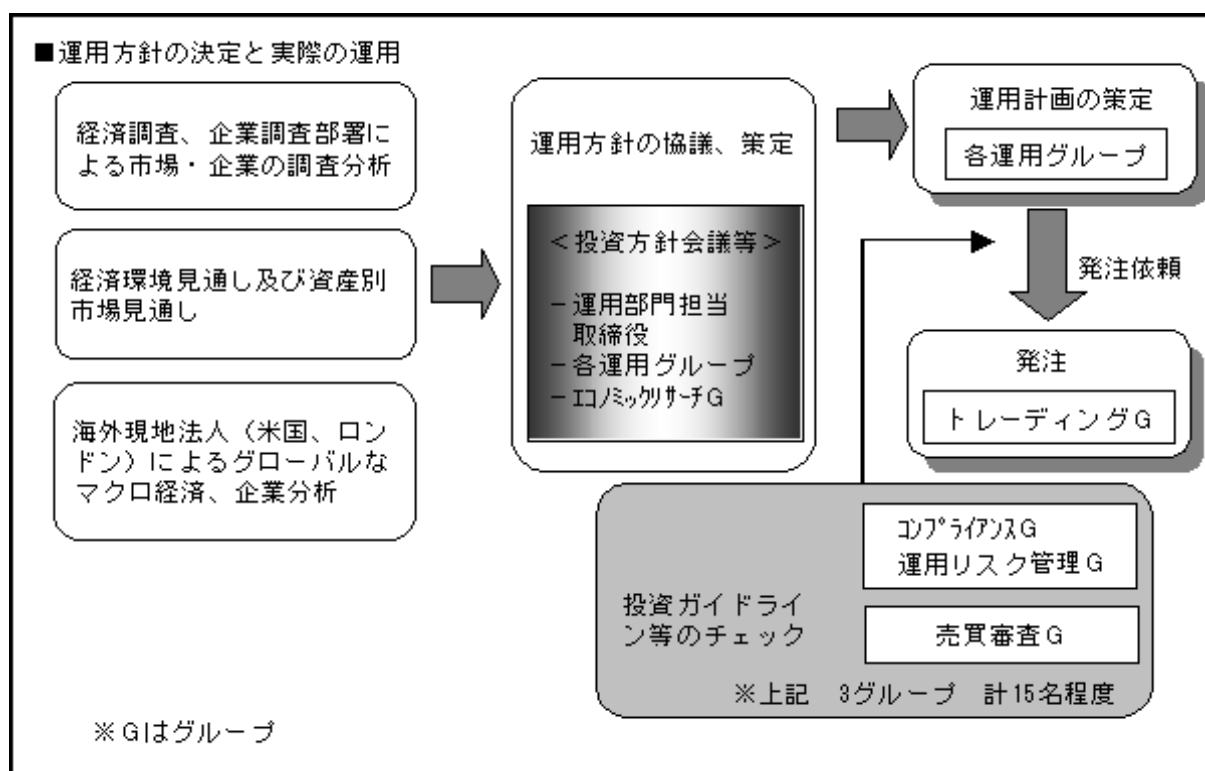 ■運用方針の決定と実際の運用
経済調査、企業調査部署に
よる市場・企業の調査分析
経済環境見通し及び資産別
市場見通し
海外現地法人（米国、ロン
ドン）によるグローバルな
マクロ経済、企業分析
運用方針の協議、策定
＜投資方針会議等＞
－運用部門担当
取締役
－各運用グループ
－ｴｺﾉﾐｯｸﾘｻｰﾁG
運用計画の策定
各運用グループ
発注依頼
発注
トレーディングG
ｺﾝﾌﾟﾗｲｱﾝｽG
運用リスク管理G
投資ガイドライ
ン等のチェック
売買審査G
※上記　3グループ　計15名程度
※Gはグループ